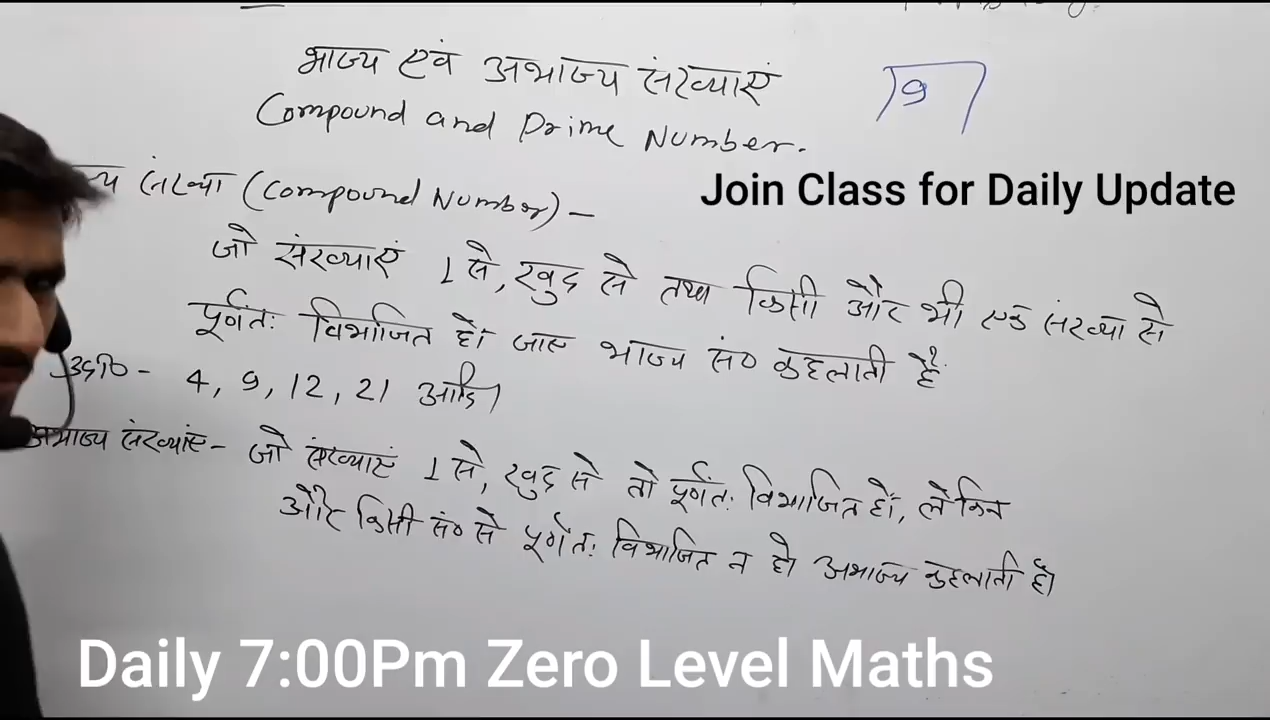 भाज्य एवं अभाज्य संख्याएं
9
Compound and Prime Number.
Join Class for Daily Update
ज्य संख्या (Compound Number) –
जो संख्याएं 1 से, खुद से तथा किसी और भी एक संख्या से
पूर्णतः विभाजित हो जाए भाज्य सं० कहलाती है
उदा० - 4, 9, 12, 21 आदि।
अभाज्य संख्याएं - जो संख्याएं 1 से, खुद से तो पूर्णतः विभाजित हों, लेकिन
और किसी सं० से पूर्णतः विभाजित न हो अभाज्य कहलाती है।
Daily 7:00Pm Zero Level Maths